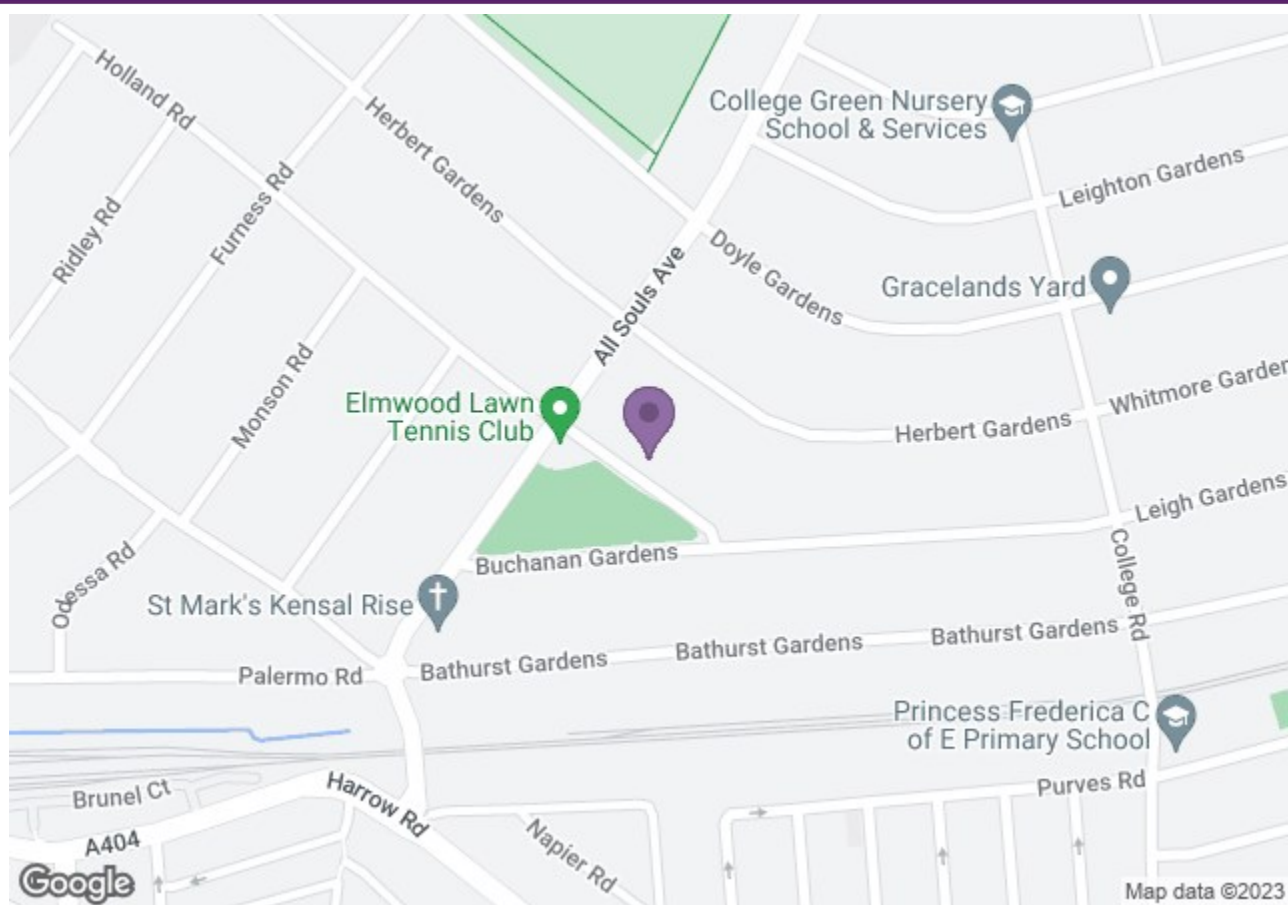 Holland Rd
Herbert Gardens
College Green Nursery
School & Services
Leighton Gardens
Ridley Rd
Furness Rd
All Souls Ave
Doyle Gardens
Gracelands Yard
Monson Rd
Elmwood Lawn
Tennis Club
Herbert Gardens
Whitmore Garden
Leigh Gardens
Odessa Rd
Buchanan Gardens
College Rd
St Mark's Kensal Rise
Palermo Rd
Bathurst Gardens
Bathurst Gardens
Bathurst Gardens
Princess Frederica C
of E Primary School
Brunel Ct
Harrow Rd
Purves Rd
A404
Napier Rd
Google
Map data ©2023